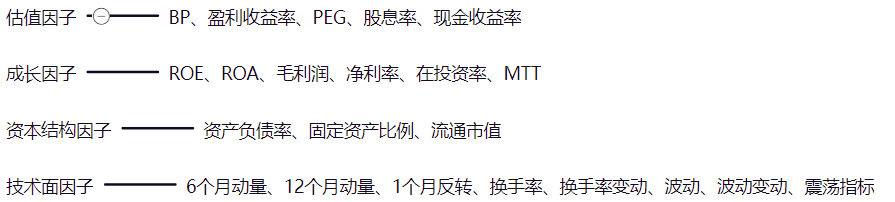 估值因子 BP、盈利收益率、PEG、股息率、现金收益率
成长因子 ROE、ROA、毛利润、净利率、在投资率、MTT
资本结构因子 资产负债率、固定资产比例、流通市值
技术面因子 6个月动量、12个月动量、1个月反转、换手率、换手率变动、波动、波动变动、震荡指标